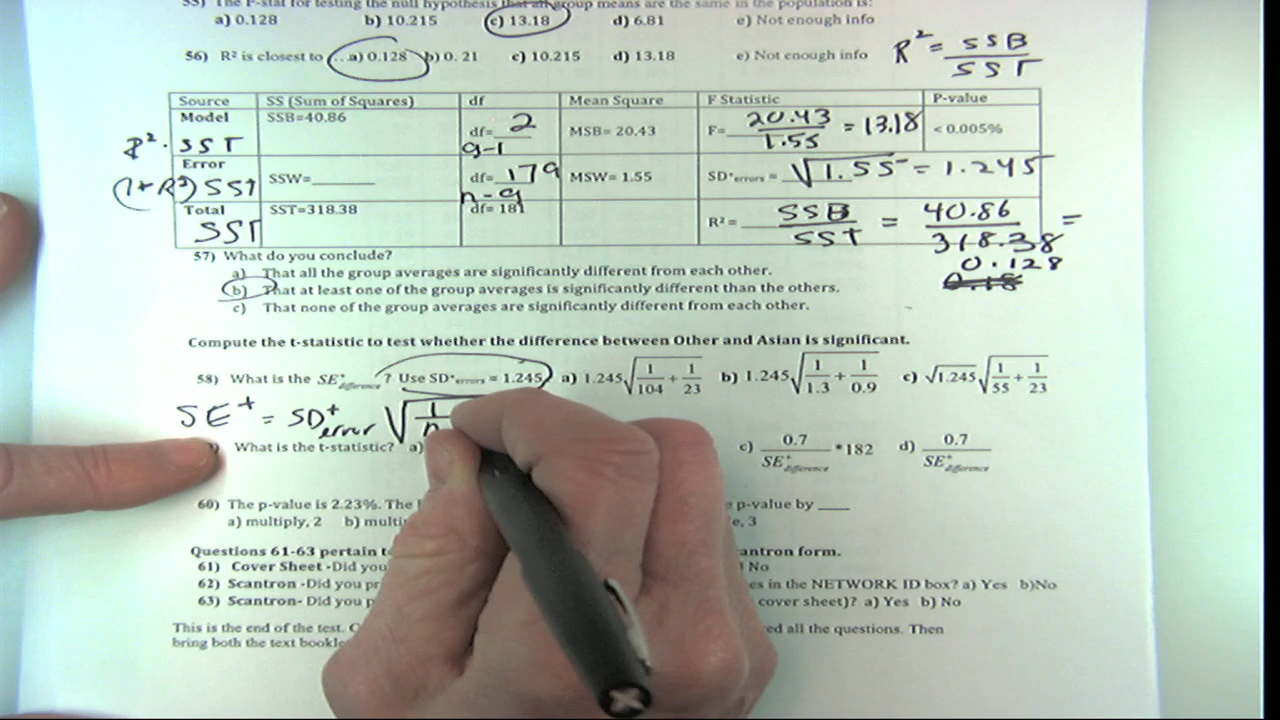 55) The F-stat for testing the null hypothesis that all group means are the same in the population is:
a) 0.128 b) 10.215 c) 13.18 d) 6.81 e) Not enough info
56) R² is closest to ... a) 0.128 b) 0. 21 c) 10.215 d) 13.18 e) Not enough info
R² = SSB / SST
Source SS (Sum of Squares) df Mean Square F Statistic P-value
Model SSB=40.86 df= 2 MSB= 20.43 F= 20.43 / 1.55 = 13.18 < 0.005%
R² · SST g-1
Error SSW=______ df= 179 MSW= 1.55 SD⁺errors = √1.55 = 1.245
SST n-g
Total SST=318.38 df= 181 R² = SSB / SST = 40.86 / 318.38 =
SST 0.128
57) What do you conclude?
a) That all the group averages are significantly different from each other.
b) That at least one of the group averages is significantly different than the others.
c) That none of the group averages are significantly different from each other.
Compute the t-statistic to test whether the difference between Other and Asian is significant.
58) What is the SE⁺difference ? Use SD⁺errors = 1.245 a) 1.245√(1/104 + 1/23) b) 1.245√(1/1.3 + 1/0.9) c) √1.245 √(1/55 + 1/23)
SE⁺ = SD⁺error √ 1 / n
What is the t-statistic? a) c) 0.7 / SE⁺difference *182 d) 0.7 / SE⁺difference
60) The p-value is 2.23%. The p-value by ____
a) multiply, 2 b) 3
Questions 61-63 pertain form.
61) Cover Sheet -Did you No
62) Scantron -Did you in the NETWORK ID box? a) Yes b)No
63) Scantron- Did you cover sheet)? a) Yes b) No
This is the end of the test. all the questions. Then
bring both the text